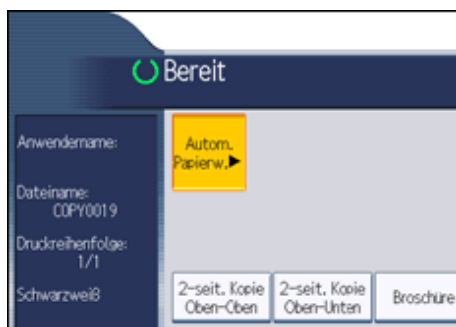 Bereit
Anwendername:
Autom.
Papierw.▶
Dateiname:
COPY0019
Druckreihenfolge:
1/1
Schwarzweiß
2-seit. Kopie
Oben-Oben
2-seit. Kopie
Oben-Unten
Broschüre